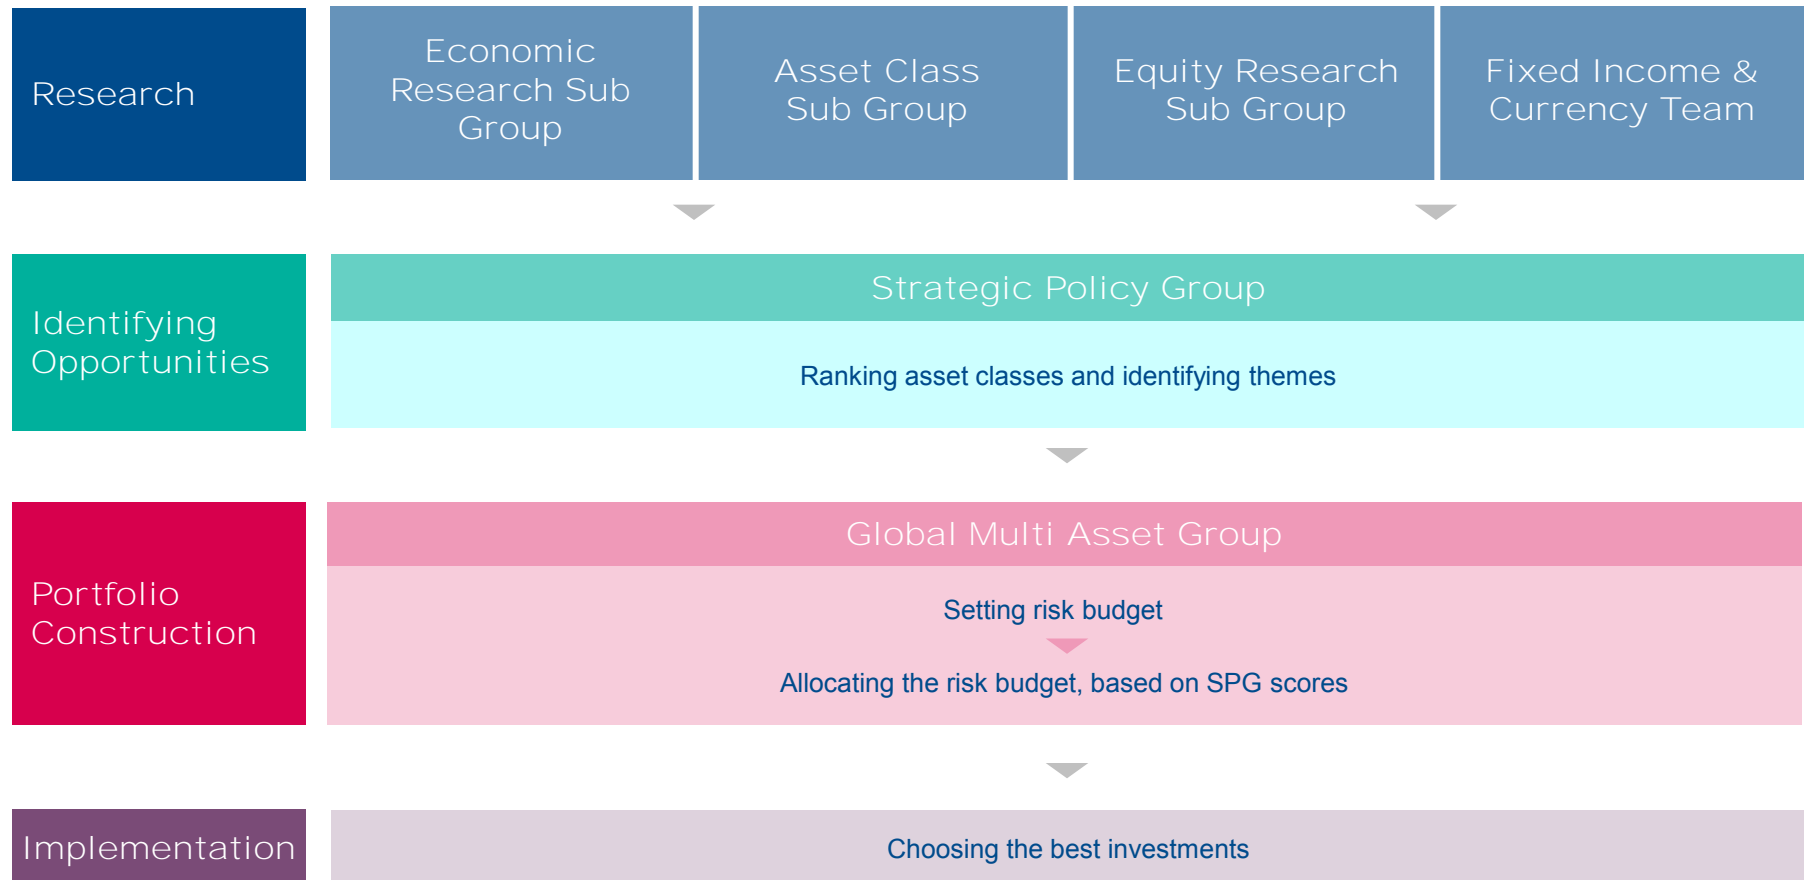 Research
Economic
Research Sub
Group
Asset Class
Sub Group
Equity Research
Sub Group
Fixed Income &
Currency Team
Identifying
Opportunities
Strategic Policy Group
Ranking asset classes and identifying themes
Portfolio
Construction
Global Multi Asset Group
Setting risk budget
Allocating the risk budget, based on SPG scores
Implementation
Choosing the best investments